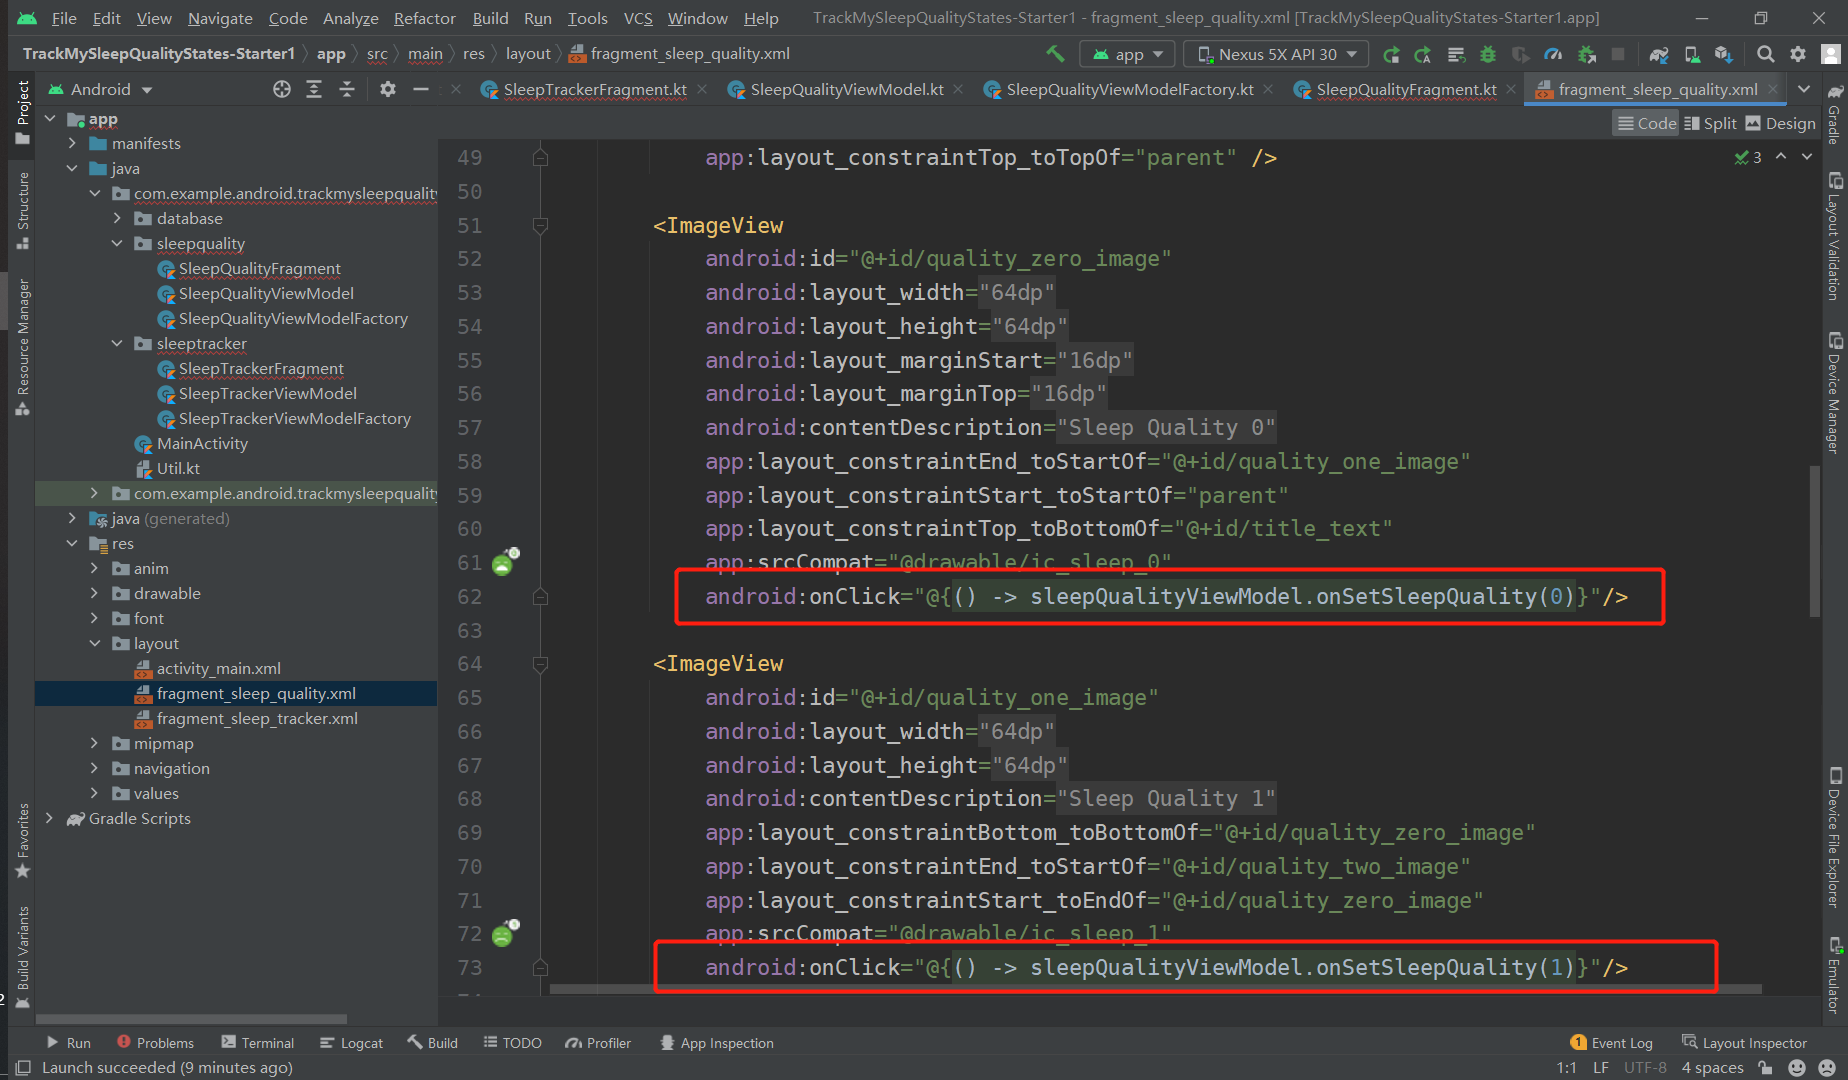 File Edit View Navigate Code Analyze Refactor Build Run Tools VCS Window Help TrackMySleepQualityStates-Starter1 - fragment_sleep_quality.xml [TrackMySleepQualityStates-Starter1.app]
TrackMySleepQualityStates-Starter1 app src main res layout fragment_sleep_quality.xml app Nexus 5X API 30
Android SleepTrackerFragment.kt SleepQualityViewModel.kt SleepQualityViewModelFactory.kt SleepQualityFragment.kt fragment_sleep_quality.xml
Code Split Design
3
Project
Structure
Resource Manager
Favorites
Build Variants
app
manifests
java
com.example.android.trackmysleepquality
database
sleepquality
SleepQualityFragment
SleepQualityViewModel
SleepQualityViewModelFactory
sleeptracker
SleepTrackerFragment
SleepTrackerViewModel
SleepTrackerViewModelFactory
MainActivity
Util.kt
com.example.android.trackmysleepquality
java (generated)
res
anim
drawable
font
layout
activity_main.xml
fragment_sleep_quality.xml
fragment_sleep_tracker.xml
mipmap
navigation
values
Gradle Scripts
49 app:layout_constraintTop_toTopOf="parent" />
50
51 <ImageView
52 android:id="@+id/quality_zero_image"
53 android:layout_width="64dp"
54 android:layout_height="64dp"
55 android:layout_marginStart="16dp"
56 android:layout_marginTop="16dp"
57 android:contentDescription="Sleep Quality 0"
58 app:layout_constraintEnd_toStartOf="@+id/quality_one_image"
59 app:layout_constraintStart_toStartOf="parent"
60 app:layout_constraintTop_toBottomOf="@+id/title_text"
61 app:srcCompat="@drawable/ic_sleep_0"
62 android:onClick="@{() -> sleepQualityViewModel.onSetSleepQuality(0)}"/>
63
64 <ImageView
65 android:id="@+id/quality_one_image"
66 android:layout_width="64dp"
67 android:layout_height="64dp"
68 android:contentDescription="Sleep Quality 1"
69 app:layout_constraintBottom_toBottomOf="@+id/quality_zero_image"
70 app:layout_constraintEnd_toStartOf="@+id/quality_two_image"
71 app:layout_constraintStart_toEndOf="@+id/quality_zero_image"
72 app:srcCompat="@drawable/ic_sleep_1"
73 android:onClick="@{() -> sleepQualityViewModel.onSetSleepQuality(1)}"/>
Gradle
Layout Validation
Device Manager
Device File Explorer
Emulator
Run Problems Terminal Logcat Build TODO Profiler App Inspection 1 Event Log Layout Inspector
Launch succeeded (9 minutes ago) 1:1 LF UTF-8 4 spaces